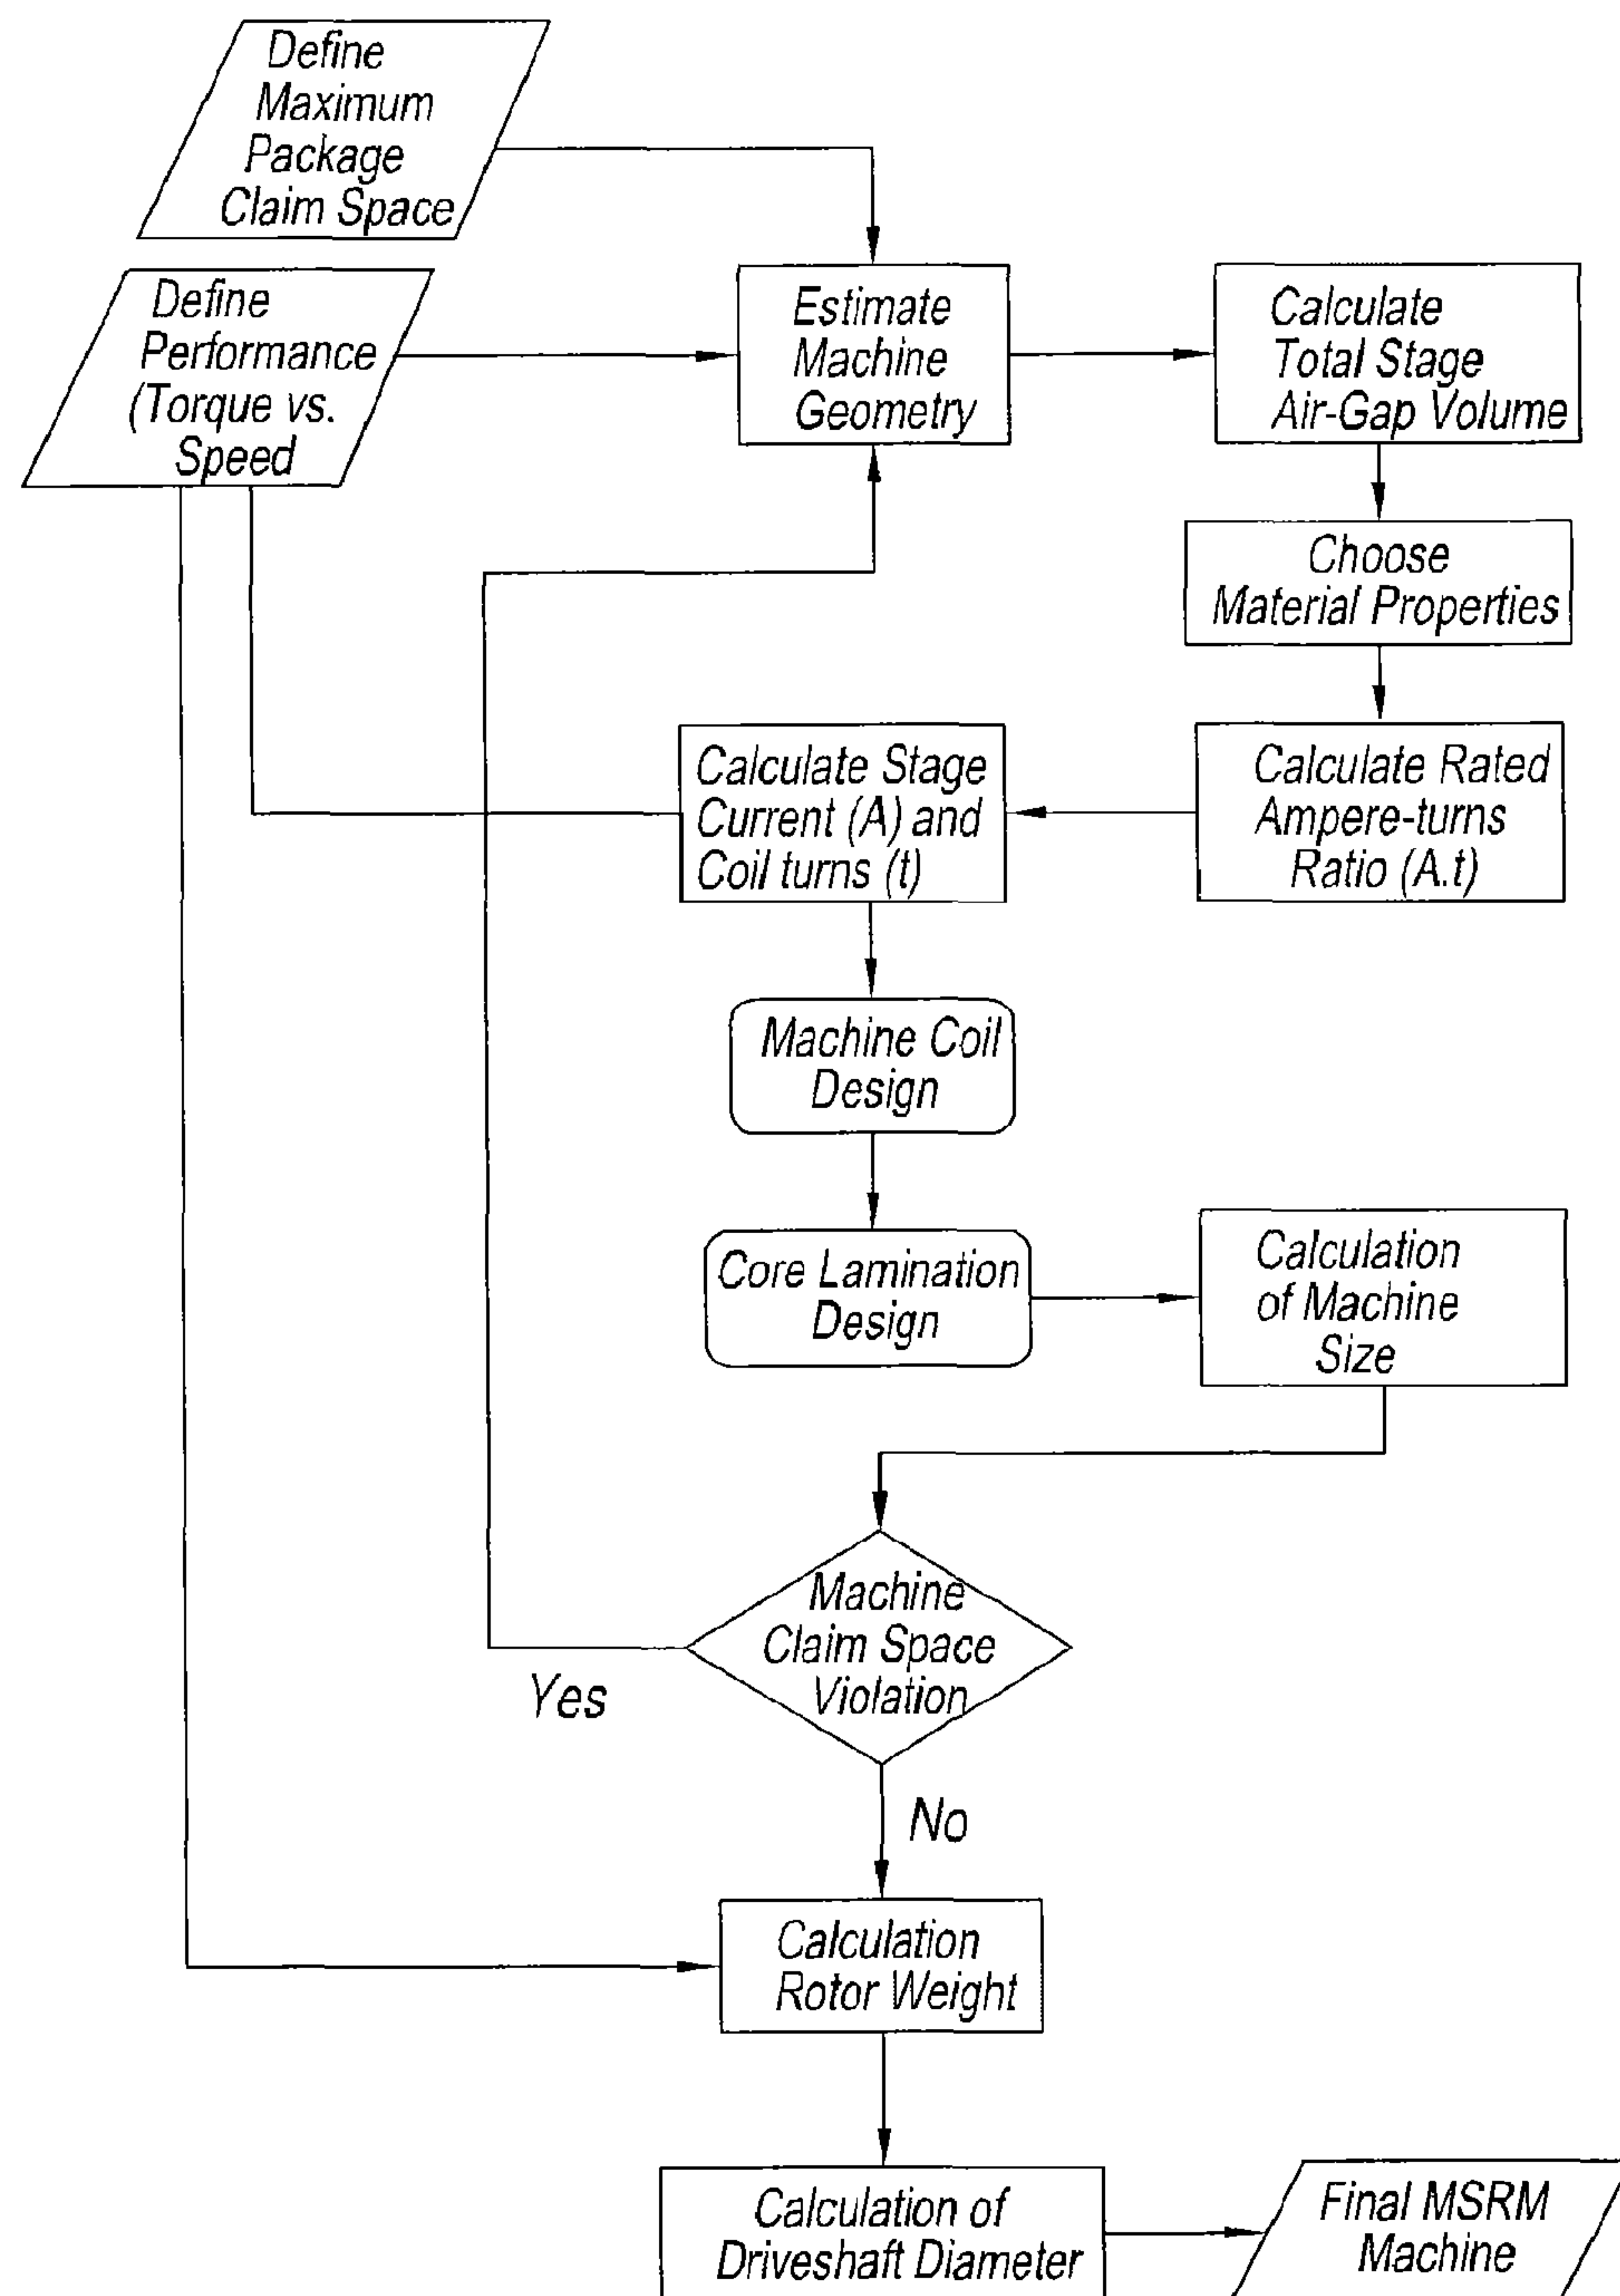 Define
Maximum
Package
Claim Space
Define
Performance
(Torque vs.
Speed
Estimate
Machine
Geometry
Calculate
Total Stage
Air-Gap Volume
Choose
Material Properties
Calculate Rated
Ampere-turns
Ratio (A.t)
Calculate Stage
Current (A) and
Coil turns (t)
Machine Coil
Design
Core Lamination
Design
Calculation
of Machine
Size
Machine
Claim Space
Violation
Yes
No
Calculation
Rotor Weight
Calculation of
Driveshaft Diameter
Final MSRM
Machine